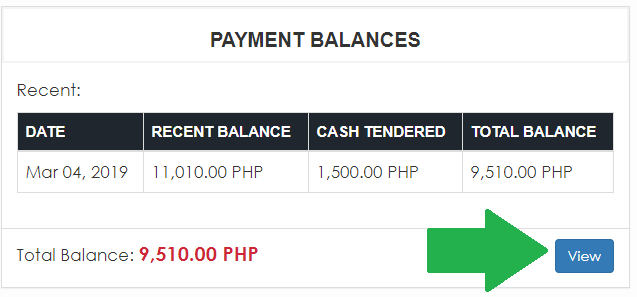 PAYMENT BALANCES
Recent:
DATE RECENT BALANCE CASH TENDERED TOTAL BALANCE
Mar 04, 2019 11,010.00 PHP 1,500.00 PHP 9,510.00 PHP
Total Balance: 9,510.00 PHP View